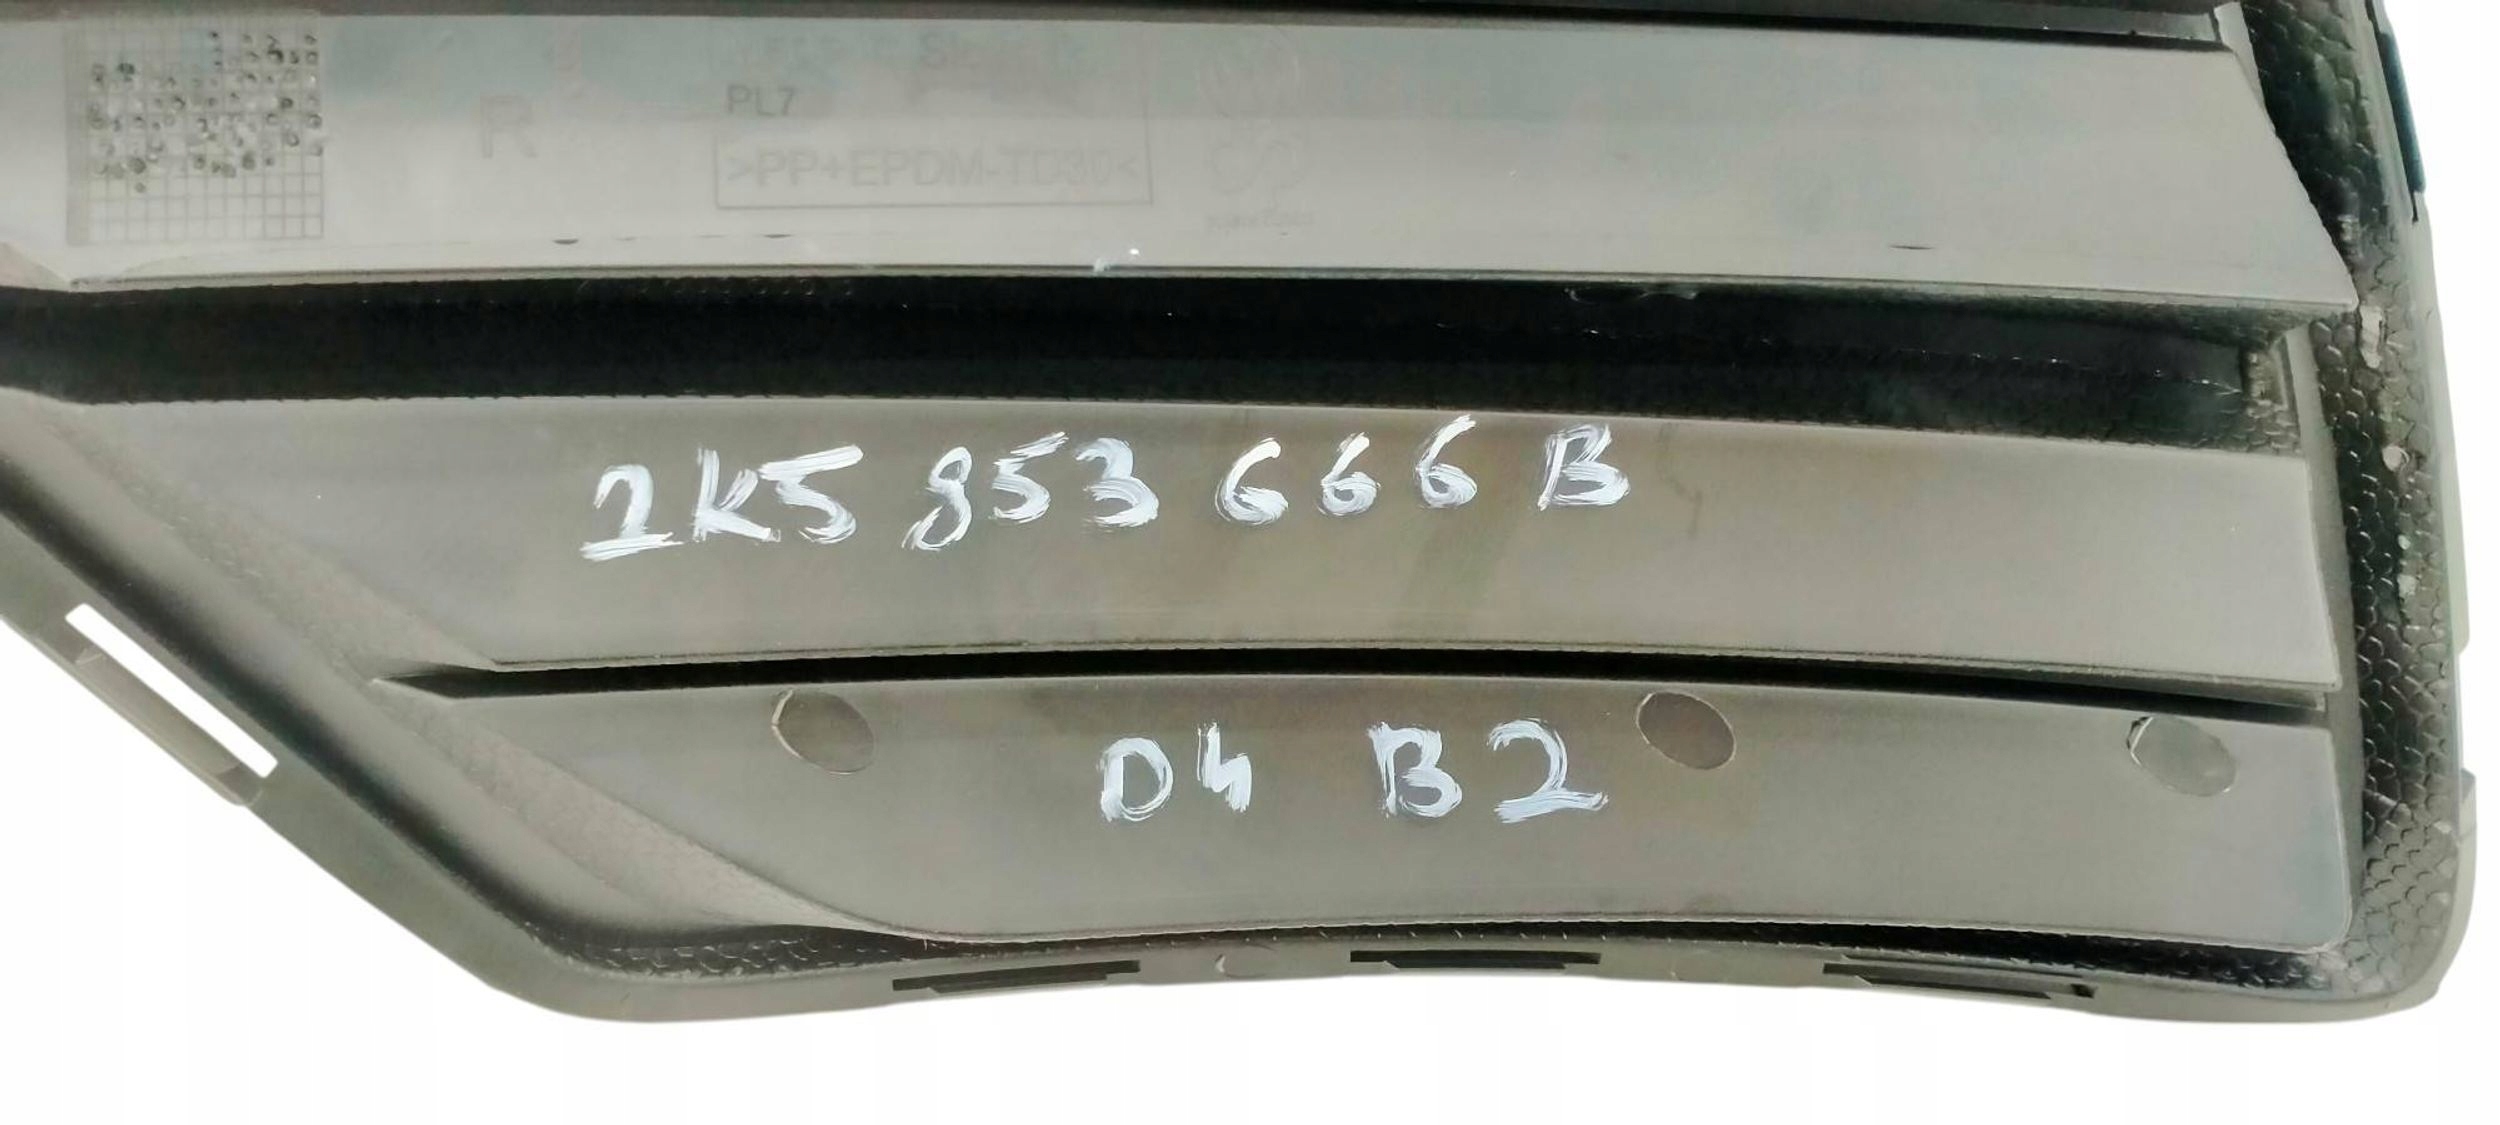 R
PL7
>PP+EPDM-TD30<
2K5 853 666 B
D4 B2